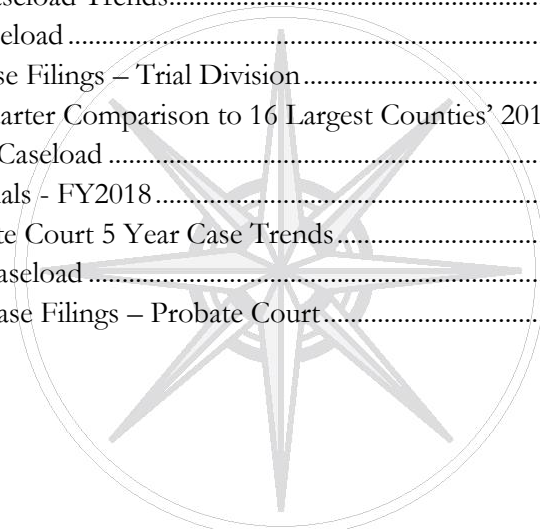 aseload Trends..............................................
eload ...............................................................
se Filings – Trial Division................................
arter Comparison to 16 Largest Counties’ 201
Caseload ..........................................................
als - FY2018 ....................................................
te Court 5 Year Case Trends...........................
aseload .............................................................
ase Filings – Probate Court.............................